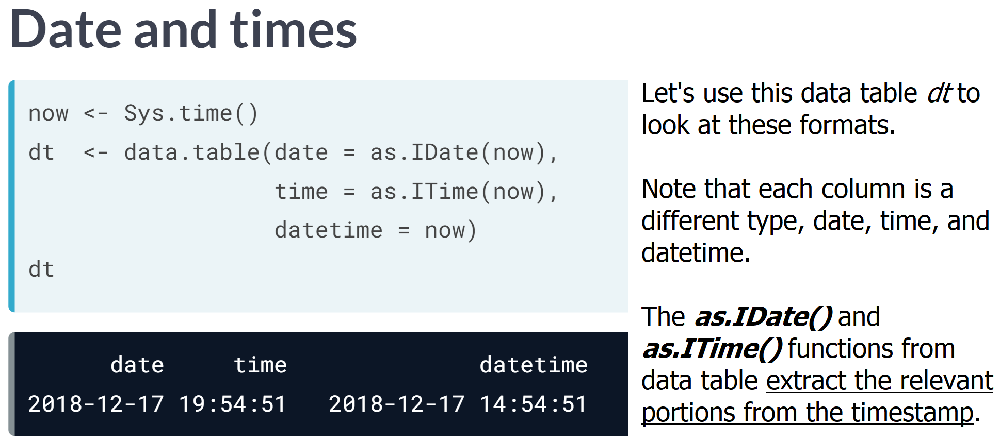 Date and times
now <- Sys.time()
dt  <- data.table(date = as.IDate(now),
                  time = as.ITime(now),
                  datetime = now)
dt
      date     time              datetime
2018-12-17 19:54:51   2018-12-17 14:54:51
Let's use this data table dt to
look at these formats.
Note that each column is a
different type, date, time, and
datetime.
The as.IDate() and
as.ITime() functions from
data table extract the relevant
portions from the timestamp.